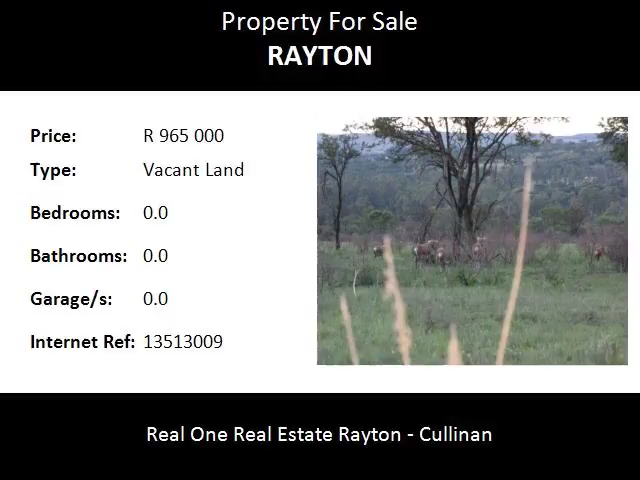 Property For Sale
RAYTON
Price: R 965 000
Type: Vacant Land
Bedrooms: 0.0
Bathrooms: 0.0
Garage/s: 0.0
Internet Ref: 13513009
Real One Real Estate Rayton - Cullinan